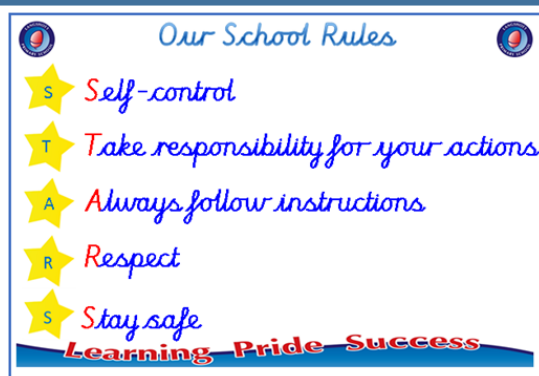 Our School Rules
S Self-control
T Take responsibility for your actions
A Always follow instructions
R Respect
S Stay safe
Learning Pride Success